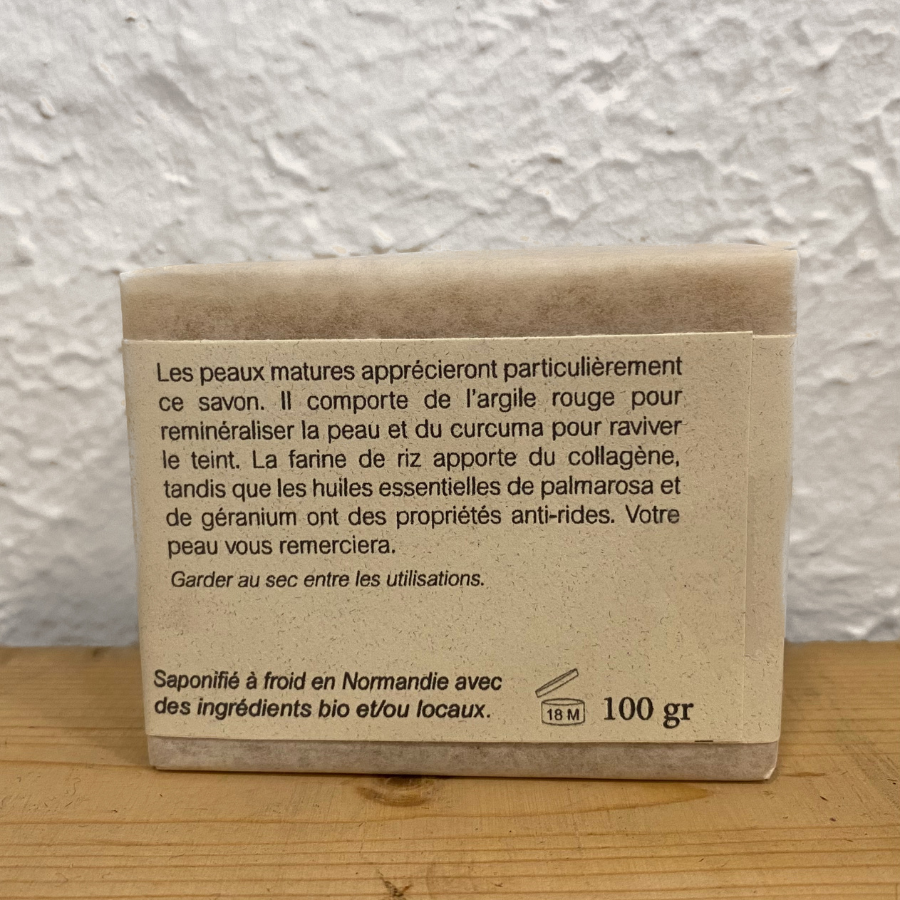 Les peaux matures apprécieront particulièrement
ce savon. Il comporte de l'argile rouge pour
reminéraliser la peau et du curcuma pour raviver
le teint. La farine de riz apporte du collagène,
tandis que les huiles essentielles de palmarosa et
de géranium ont des propriétés anti-rides. Votre
peau vous remerciera.
Garder au sec entre les utilisations.
Saponifié à froid en Normandie avec
des ingrédients bio et/ou locaux.
18 M
100 gr